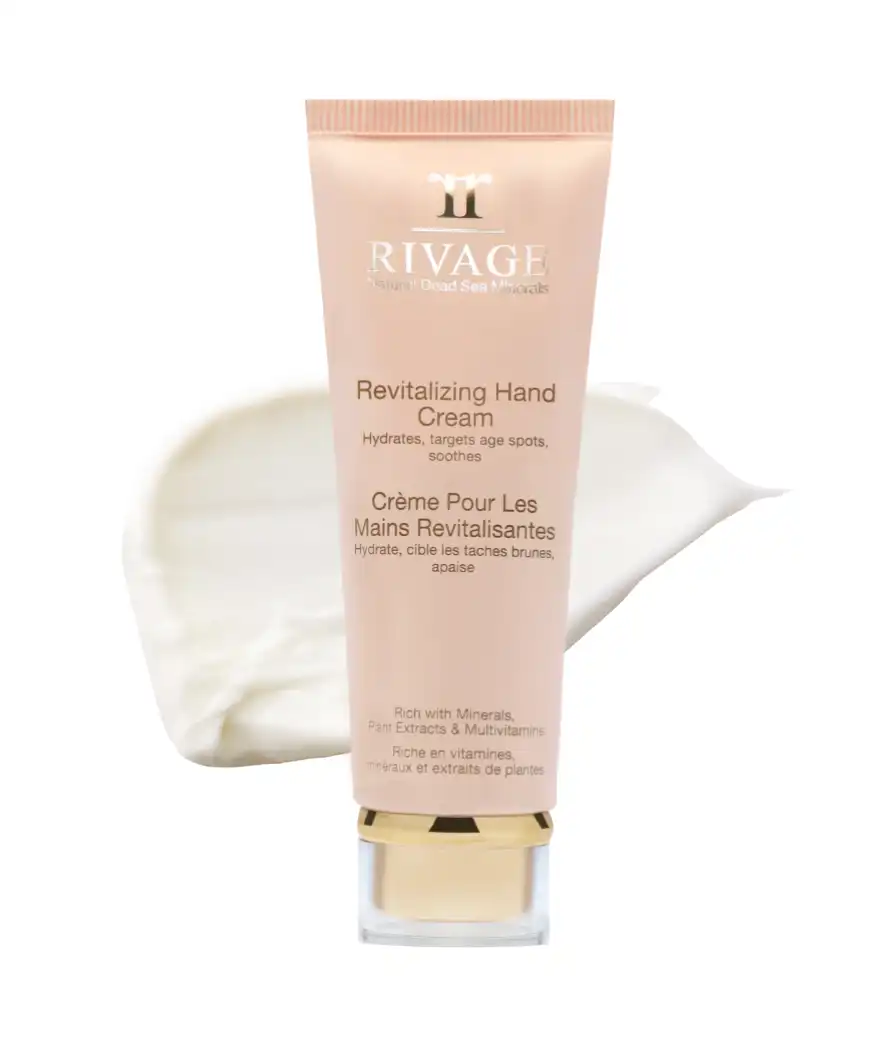 RIVAGE
Natural Dead Sea Minerals
Revitalizing Hand
Cream
Hydrates, targets age spots,
soothes
Crème Pour Les
Mains Revitalisantes
Hydrate, cible les taches brunes,
apaise
Rich with Minerals,
Plant Extracts & Multivitamins
Riche en vitamines,
minéraux et extraits de plantes